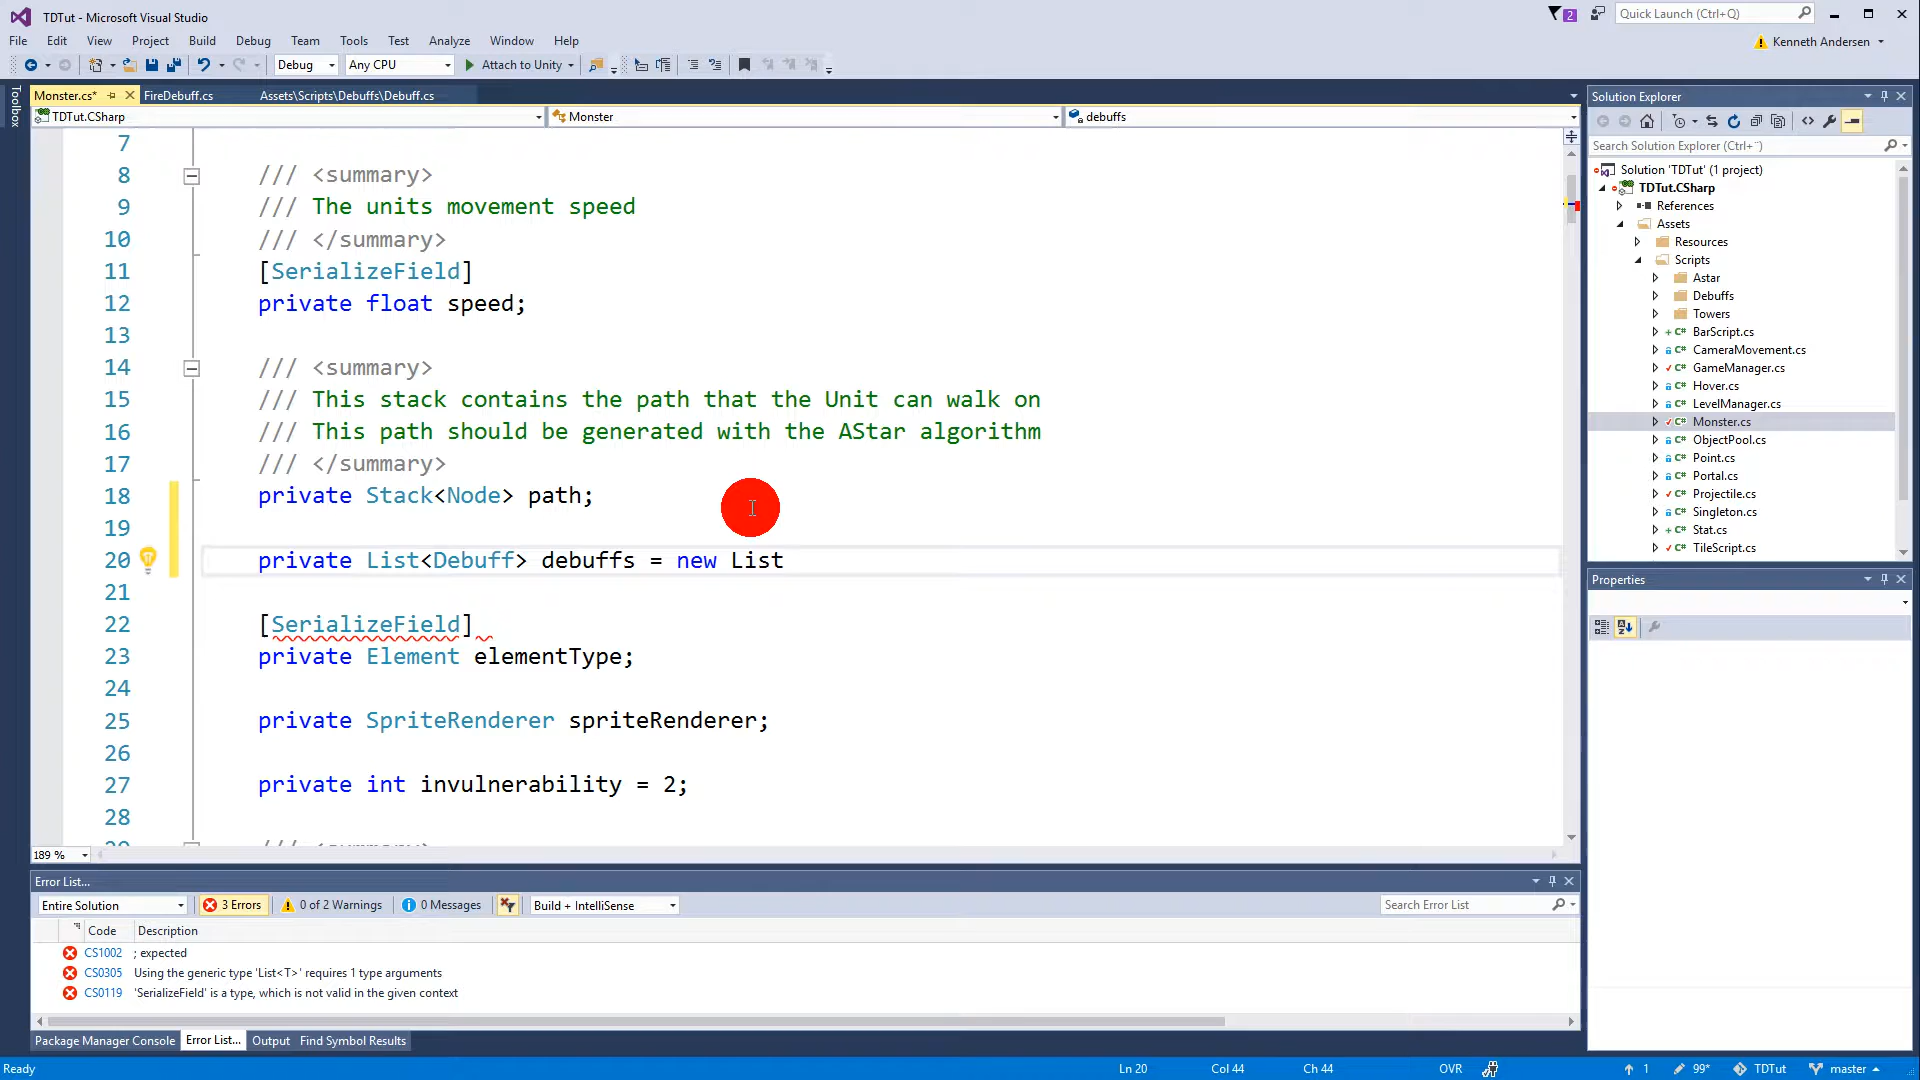 TDTut - Microsoft Visual Studio
2
Quick Launch (Ctrl+Q)
File Edit View Project Build Debug Team Tools Test Analyze Window Help
Kenneth Andersen
Debug Any CPU Attach to Unity
Toolbox
Monster.cs* FireDebuff.cs Assets\Scripts\Debuffs\Debuff.cs
TDTut.CSharp Monster debuffs
7
8 /// <summary>
9 /// The units movement speed
10 /// </summary>
11 [SerializeField]
12 private float speed;
13
14 /// <summary>
15 /// This stack contains the path that the Unit can walk on
16 /// This path should be generated with the AStar algorithm
17 /// </summary>
18 private Stack<Node> path;
19
20 private List<Debuff> debuffs = new List
21
22 [SerializeField]
23 private Element elementType;
24
25 private SpriteRenderer spriteRenderer;
26
27 private int invulnerability = 2;
28
189 %
Solution Explorer
Search Solution Explorer (Ctrl+¨)
Solution 'TDTut' (1 project)
TDTut.CSharp
References
Assets
Resources
Scripts
Astar
Debuffs
Towers
BarScript.cs
CameraMovement.cs
GameManager.cs
Hover.cs
LevelManager.cs
Monster.cs
ObjectPool.cs
Point.cs
Portal.cs
Projectile.cs
Singleton.cs
Stat.cs
TileScript.cs
Properties
Error List...
Entire Solution 3 Errors 0 of 2 Warnings 0 Messages Build + IntelliSense Search Error List
Code Description
CS1002 ; expected
CS0305 Using the generic type 'List<T>' requires 1 type arguments
CS0119 'SerializeField' is a type, which is not valid in the given context
Package Manager Console Error List... Output Find Symbol Results
Ready Ln 20 Col 44 Ch 44 OVR 1 99* TDTut master